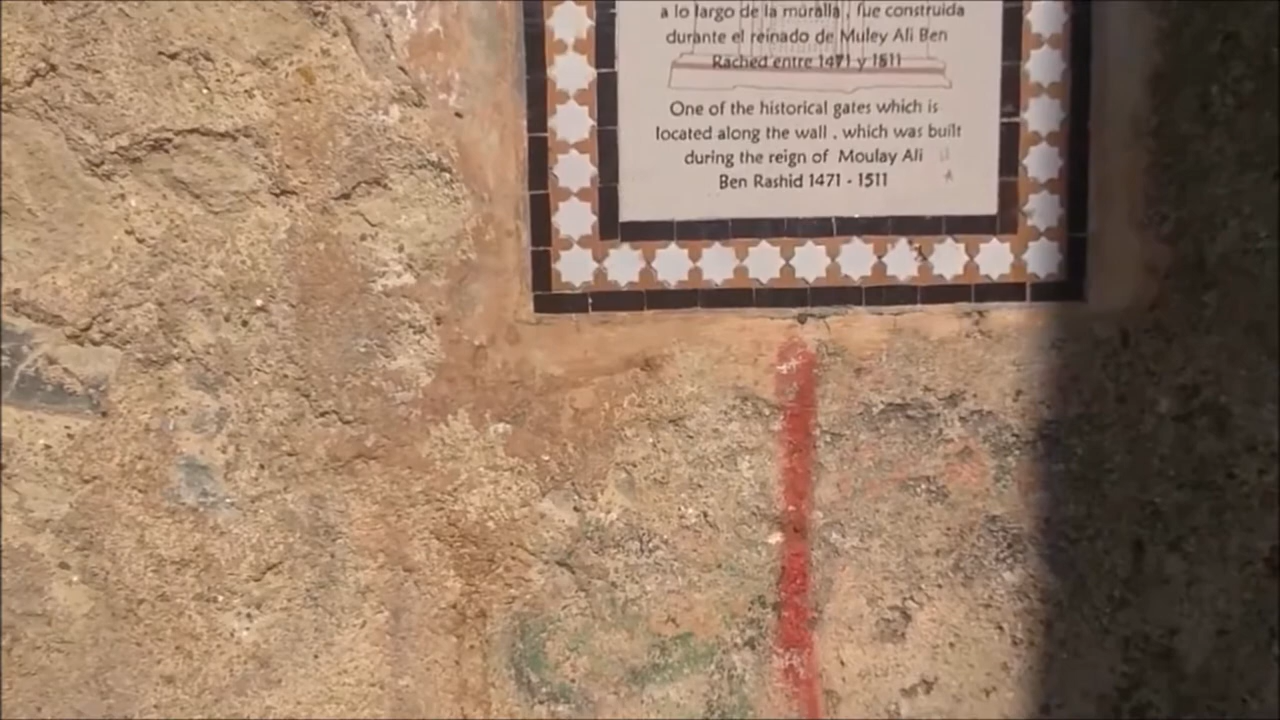 a lo largo de la muralla , fue construida
durante el reinado de Muley Ali Ben
Rached entre 1471 y 1511
One of the historical gates which is
located along the wall . which was built
during the reign of Moulay Ali
Ben Rashid 1471 - 1511